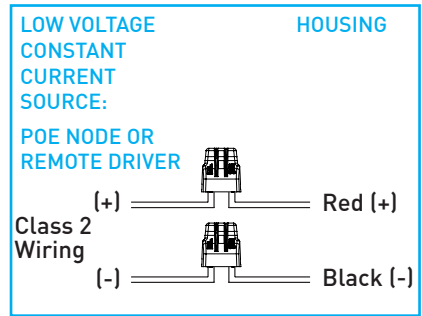 LOW VOLTAGE
CONSTANT
CURRENT
SOURCE:
HOUSING
POE NODE OR
REMOTE DRIVER
(+)
Red (+)
Class 2
Wiring
(-)
Black (-)